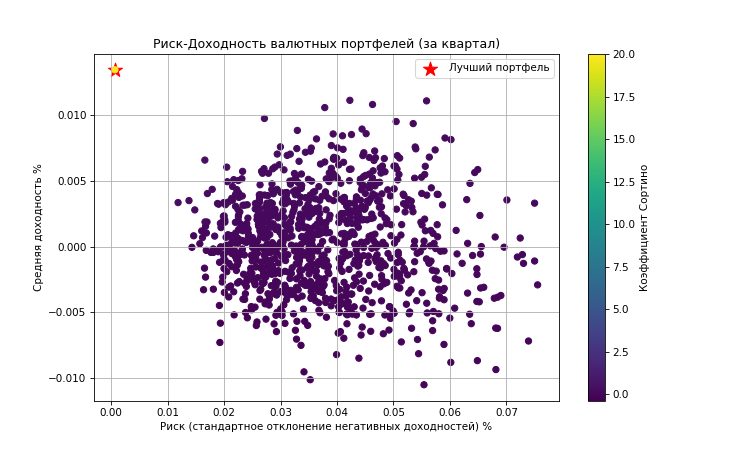 Риск-Доходность валютных портфелей (за квартал)
Лучший портфель
Средняя доходность %
0.010
0.005
0.000
−0.005
−0.010
0.00 0.01 0.02 0.03 0.04 0.05 0.06 0.07
Риск (стандартное отклонение негативных доходностей) %
20.0
17.5
15.0
12.5
10.0
7.5
5.0
2.5
0.0
Коэффициент Сортино